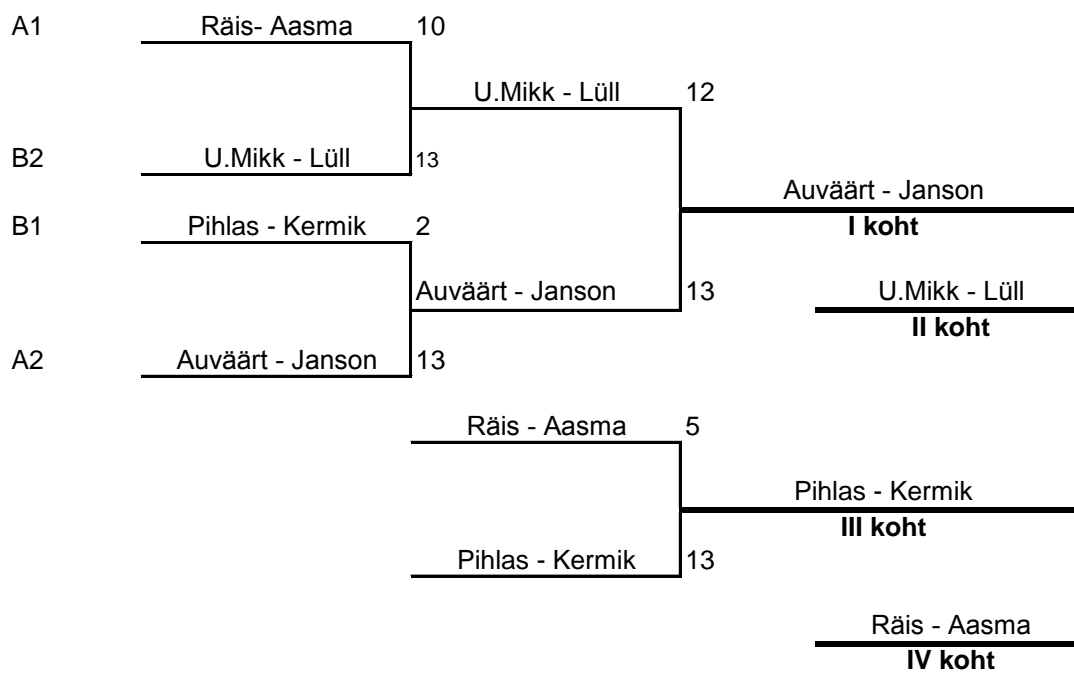 A1 Räis- Aasma 10
U.Mikk - Lüll 12
B2 U.Mikk - Lüll 13
Auväärt - Janson
B1 Pihlas - Kermik 2
I koht
Auväärt - Janson 13
U.Mikk - Lüll
II koht
A2 Auväärt - Janson 13
Räis - Aasma 5
Pihlas - Kermik
III koht
Pihlas - Kermik 13
Räis - Aasma
IV koht